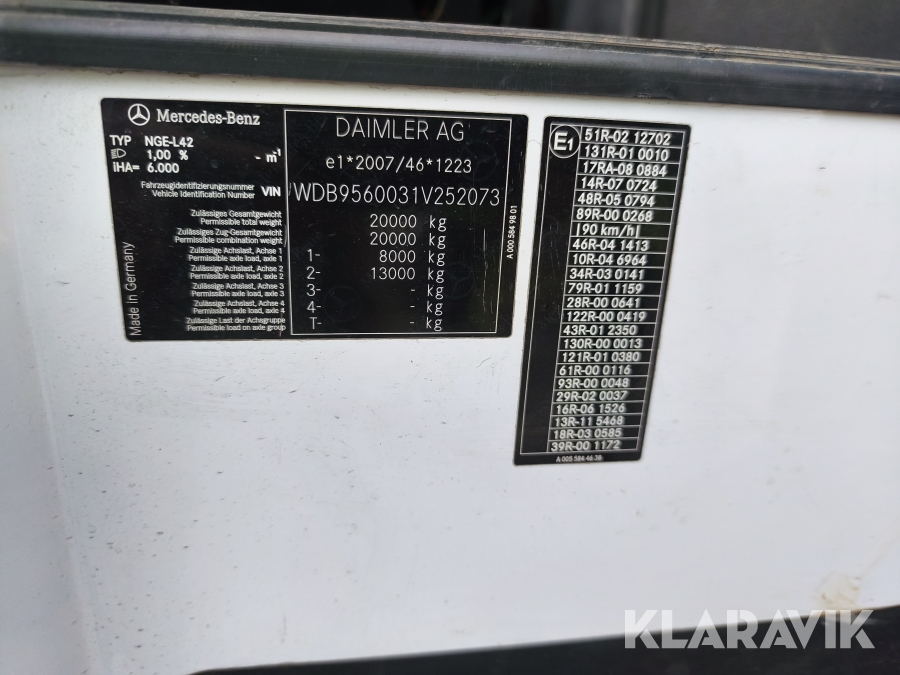 Mercedes-Benz
TYP NGE-L42
1,00 % - m¹
iHA= 6.000
Fahrzeugidentifizierungsnummer
Vehicle Identification Number VIN
Zulässiges Gesamtgewicht
Permissible total weight
Zulässiges Zug-Gesamtgewicht
Permissible combination weight
Zulässige Achslast, Achse 1
Permissible axle load, axle 1
Zulässige Achslast, Achse 2
Permissible axle load, axle 2
Zulässige Achslast, Achse 3
Permissible axle load, axle 3
Zulässige Achslast, Achse 4
Permissible axle load, axle 4
Zulässige Last der Achsgruppe
Permissible load on axle group
Made in Germany
DAIMLER AG
e1*2007/46*1223
WDB9560031V252073
20000 kg
20000 kg
1- 8000 kg
2- 13000 kg
3- - kg
4- - kg
T- - kg
A 000 584 98 01
E1
51R-02 12702
131R-01 0010
17RA-08 0884
14R-07 0724
48R-05 0794
89R-00 0268
|90 km/h|
46R-04 1413
10R-04 6964
34R-03 0141
79R-01 1159
28R-00 0641
122R-00 0419
43R-01 2350
130R-00 0013
121R-01 0380
61R-00 0116
93R-00 0048
29R-02 0037
16R-06 1526
13R-11 5468
18R-03 0585
39R-00 1172
A 005 584 46 38
KLARAVIK